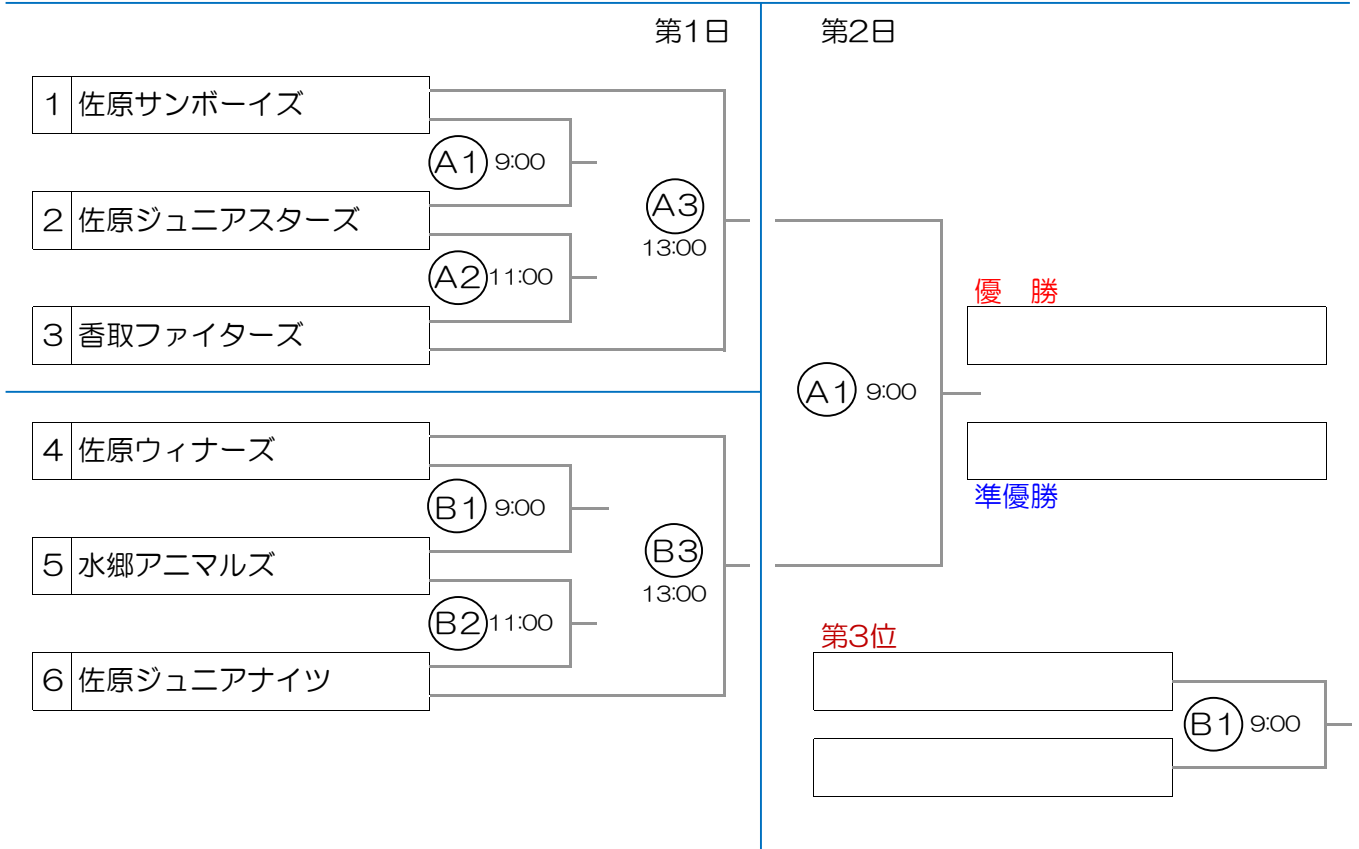 第1日
第2日
1 佐原サンボーイズ
A1 9:00
2 佐原ジュニアスターズ
A3
13:00
A2 11:00
3 香取ファイターズ
4 佐原ウィナーズ
B1 9:00
5 水郷アニマルズ
B3
13:00
B2 11:00
6 佐原ジュニアナイツ
優　勝
A1 9:00
準優勝
第3位
B1 9:00